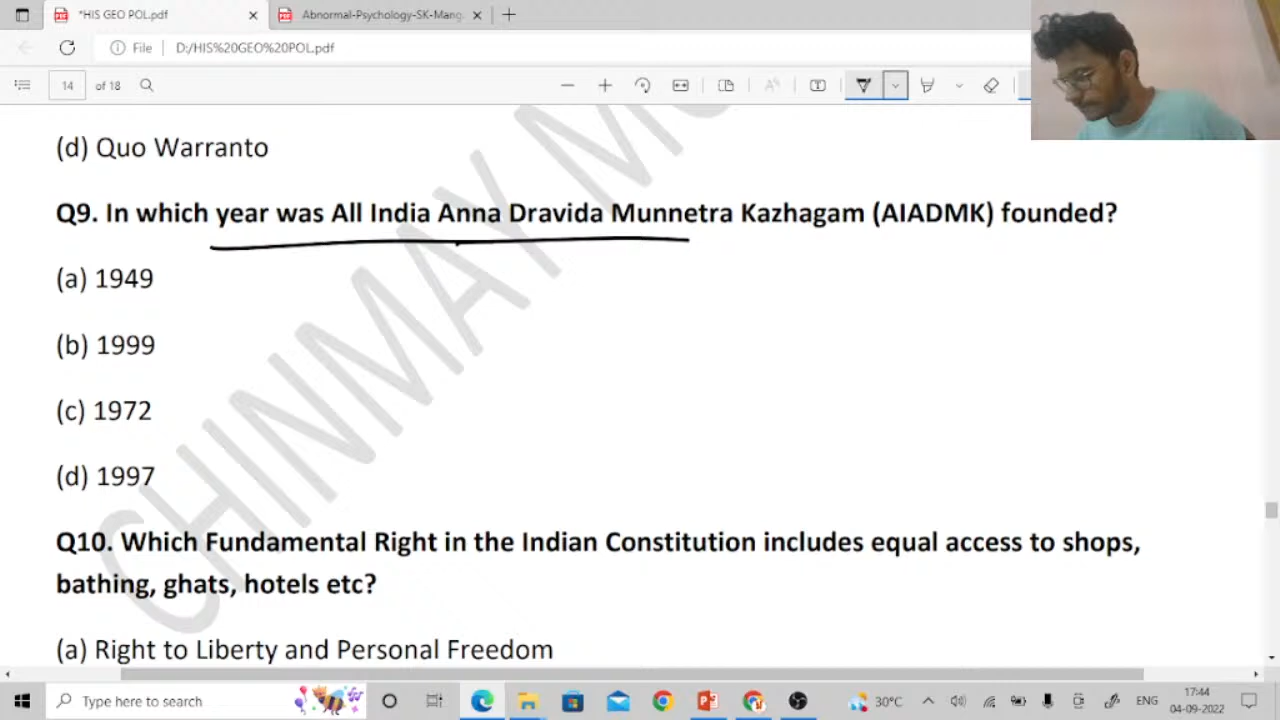 *HIS GEO POL.pdf
Abnormal-Psychology-SK-Mang
File D:/HIS%20GEO%20POL.pdf
14 of 18
(d) Quo Warranto
Q9. In which year was All India Anna Dravida Munnetra Kazhagam (AIADMK) founded?
(a) 1949
(b) 1999
(c) 1972
(d) 1997
Q10. Which Fundamental Right in the Indian Constitution includes equal access to shops,
bathing, ghats, hotels etc?
(a) Right to Liberty and Personal Freedom
CHINMAY
Type here to search
30°C
ENG
17:44
04-09-2022